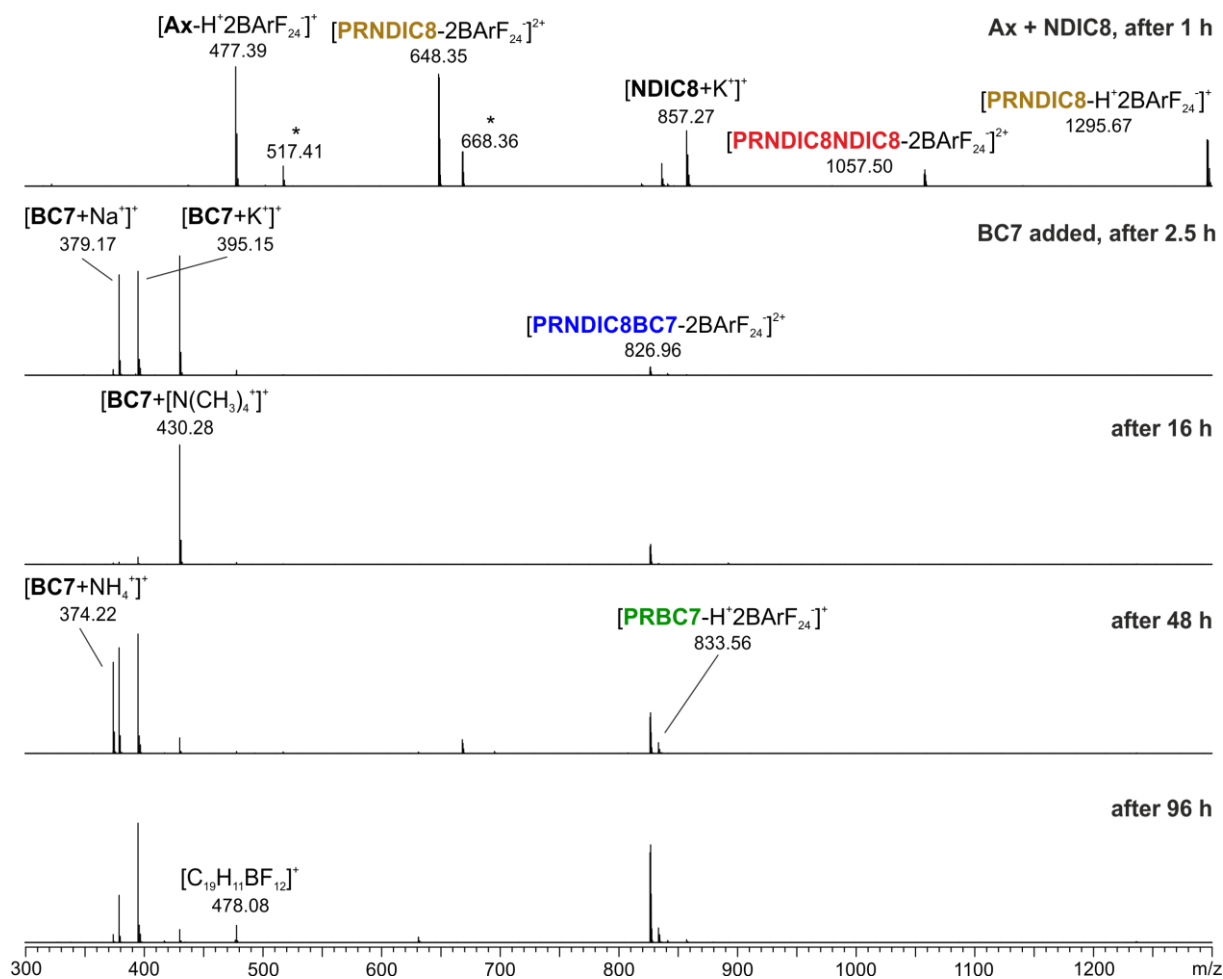 Ax + NDIC8, after 1 h
[Ax-H⁺2BArF₂₄⁻]⁺
477.39
[PRNDIC8-2BArF₂₄⁻]²⁺
648.35
[NDIC8+K⁺]⁺
857.27
[PRNDIC8-H⁺2BArF₂₄⁻]⁺
1295.67
*
517.41
*
668.36
[PRNDIC8NDIC8-2BArF₂₄⁻]²⁺
1057.50
BC7 added, after 2.5 h
[BC7+Na⁺]⁺
379.17
[BC7+K⁺]⁺
395.15
[PRNDIC8BC7-2BArF₂₄⁻]²⁺
826.96
after 16 h
[BC7+[N(CH₃)₄⁺]⁺
430.28
after 48 h
[BC7+NH₄⁺]⁺
374.22
[PRBC7-H⁺2BArF₂₄⁻]⁺
833.56
after 96 h
[C₁₉H₁₁BF₁₂]⁺
478.08
300 400 500 600 700 800 900 1000 1100 1200 m/z